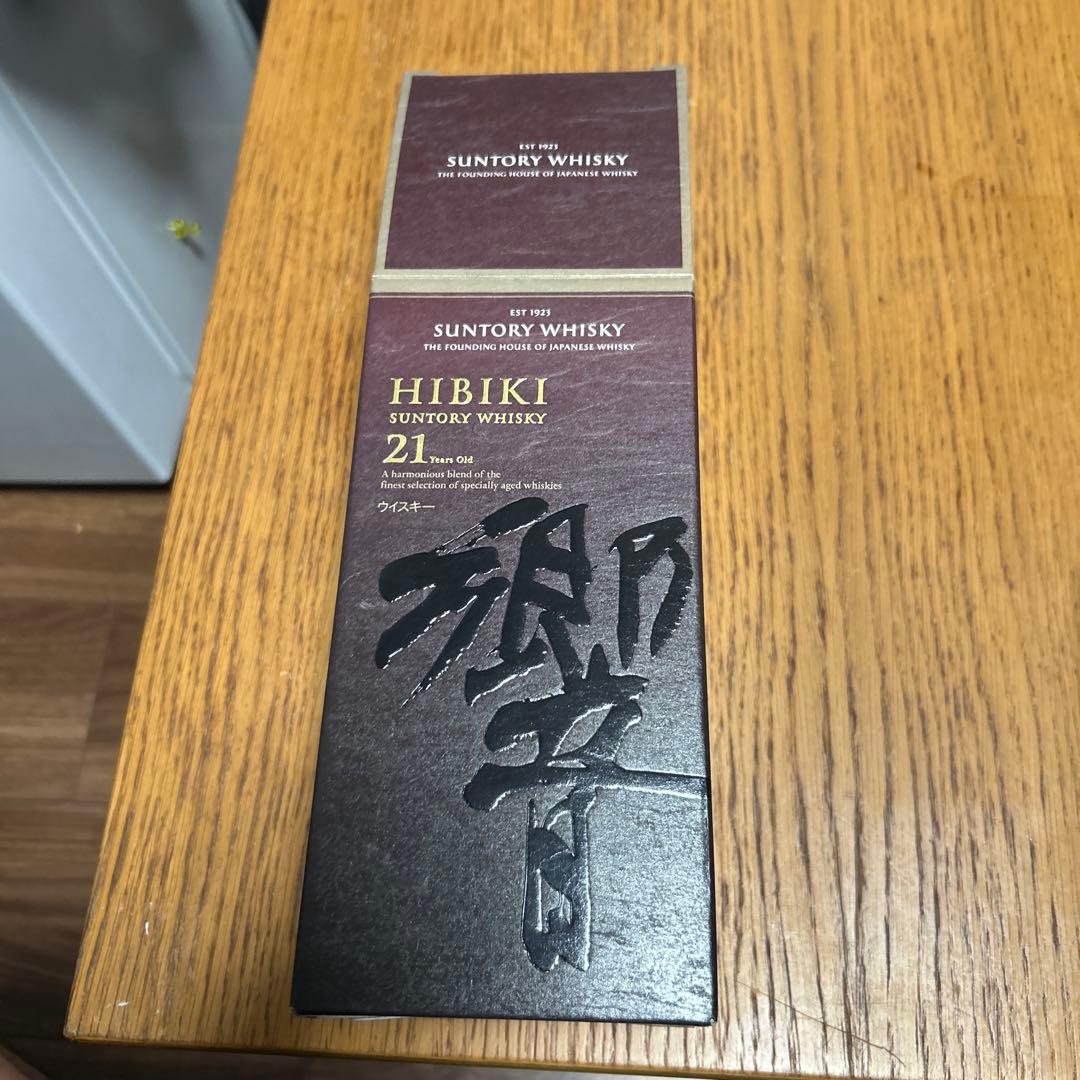 EST 1923
SUNTORY WHISKY
THE FOUNDING HOUSE OF JAPANESE WHISKY
EST 1923
SUNTORY WHISKY
THE FOUNDING HOUSE OF JAPANESE WHISKY
HIBIKI
SUNTORY WHISKY
21 Years Old
A harmonious blend of the
finest selection of specially aged whiskies
ウイスキー
響